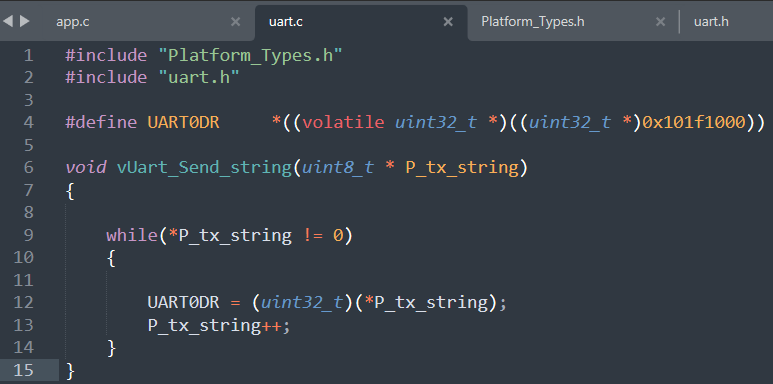 app.c × uart.c × Platform_Types.h × uart.h
1 #include "Platform_Types.h"
2 #include "uart.h"
3
4 #define UART0DR     *((volatile uint32_t *)((uint32_t *)0x101f1000))
5
6 void vUart_Send_string(uint8_t * P_tx_string)
7 {
8
9     while(*P_tx_string != 0)
10     {
11
12         UART0DR = (uint32_t)(*P_tx_string);
13         P_tx_string++;
14     }
15 }